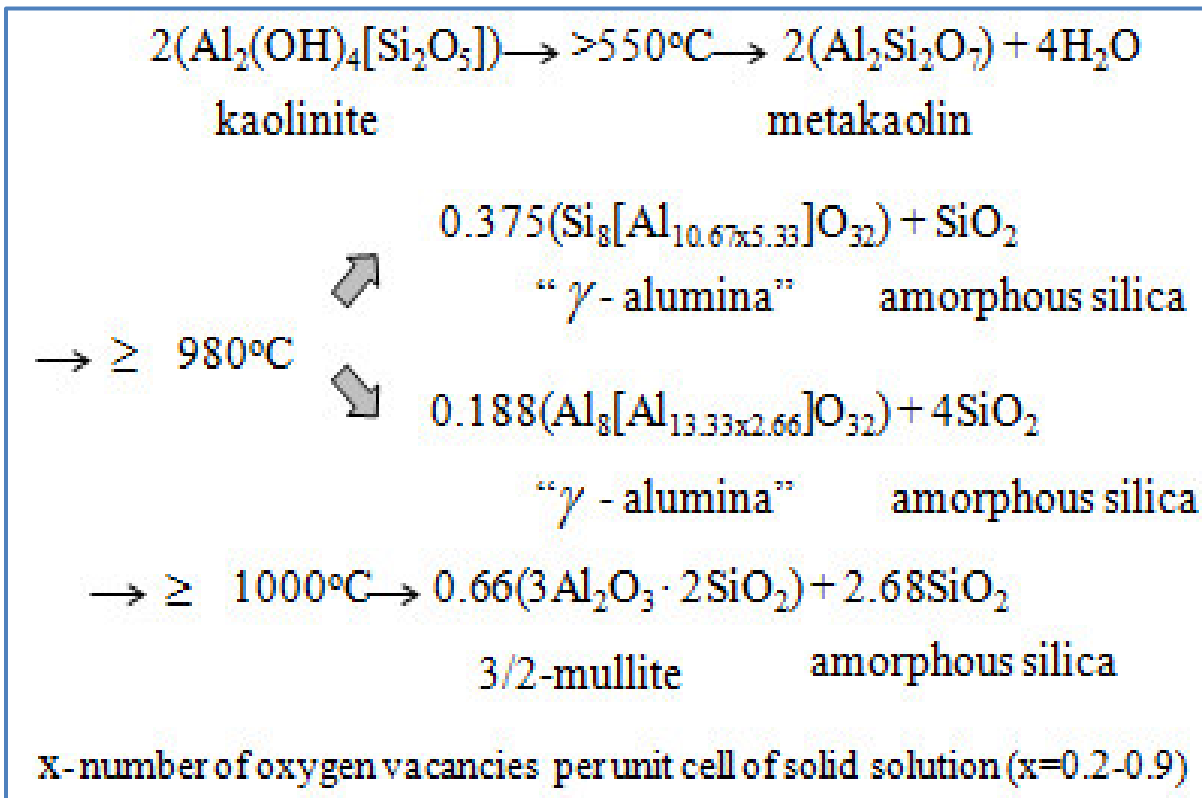 2(Al₂(OH)₄[Si₂O₅]) → >550°C → 2(Al₂Si₂O₇) + 4H₂O
kaolinite metakaolin
0.375(Si₈[Al₁₀.₆₇ₓ₅.₃₃]O₃₂) + SiO₂
“ γ - alumina” amorphous silica
→ ≥ 980°C
0.188(Al₈[Al₁₃.₃₃ₓ₂.₆₆]O₃₂) + 4SiO₂
“γ - alumina” amorphous silica
→ ≥ 1000°C → 0.66(3Al₂O₃ · 2SiO₂) + 2.68SiO₂
3/2-mullite amorphous silica
x-number of oxygen vacancies per unit cell of solid solution (x=0.2-0.9)